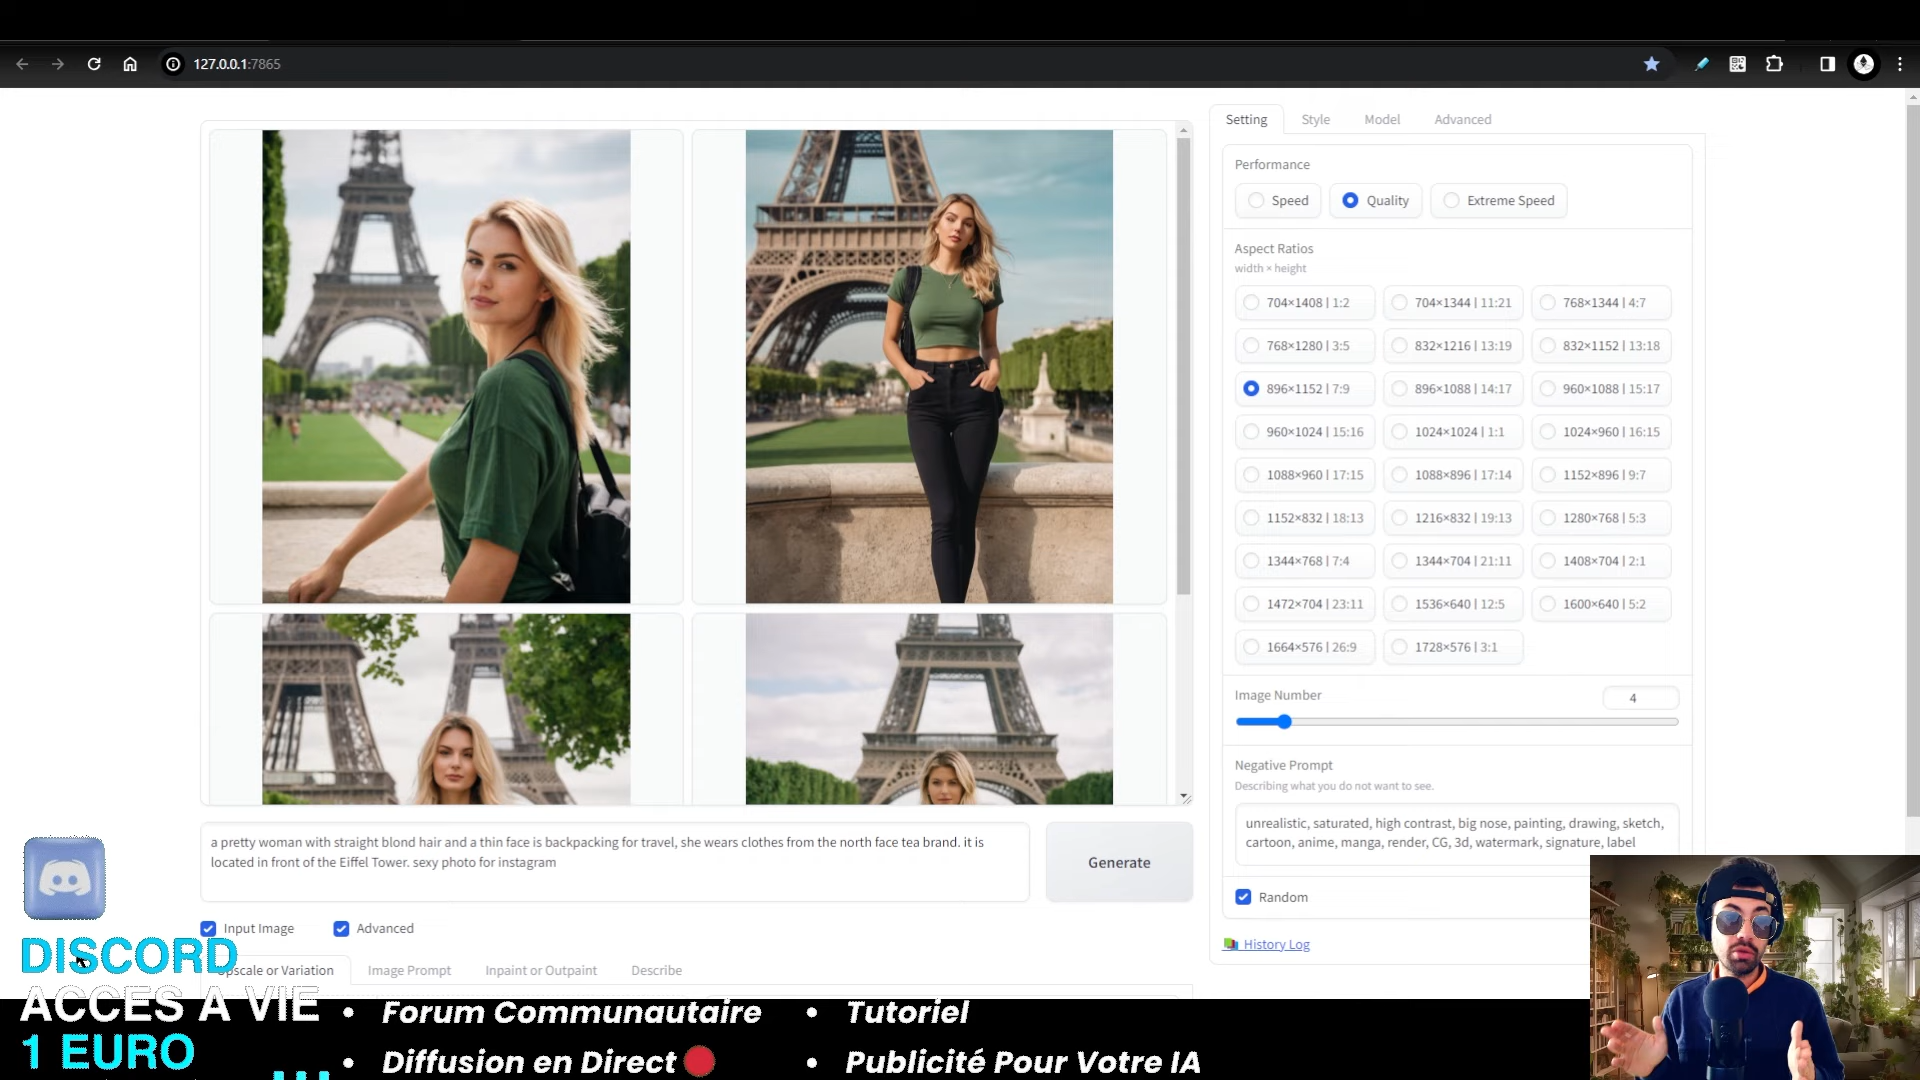 127.0.0.1:7865
Setting
Style
Model
Advanced
Performance
Speed
Quality
Extreme Speed
Aspect Ratios
width × height
704×1408 | 1:2
704×1344 | 11:21
768×1344 | 4:7
768×1280 | 3:5
832×1216 | 13:19
832×1152 | 13:18
896×1152 | 7:9
896×1088 | 14:17
960×1088 | 15:17
960×1024 | 15:16
1024×1024 | 1:1
1024×960 | 16:15
1088×960 | 17:15
1088×896 | 17:14
1152×896 | 9:7
1152×832 | 18:13
1216×832 | 19:13
1280×768 | 5:3
1344×768 | 7:4
1344×704 | 21:11
1408×704 | 2:1
1472×704 | 23:11
1536×640 | 12:5
1600×640 | 5:2
1664×576 | 26:9
1728×576 | 3:1
Image Number
4
Negative Prompt
Describing what you do not want to see.
unrealistic, saturated, high contrast, big nose, painting, drawing, sketch,
cartoon, anime, manga, render, CG, 3d, watermark, signature, label
Random
History Log
a pretty woman with straight blond hair and a thin face is backpacking for travel, she wears clothes from the north face tea brand. it is
located in front of the Eiffel Tower. sexy photo for instagram
Generate
Input Image
Advanced
Upscale or Variation
Image Prompt
Inpaint or Outpaint
Describe
DISCORD
ACCES A VIE
1 EURO
• Forum Communautaire
• Tutoriel
• Diffusion en Direct
• Publicité Pour Votre IA